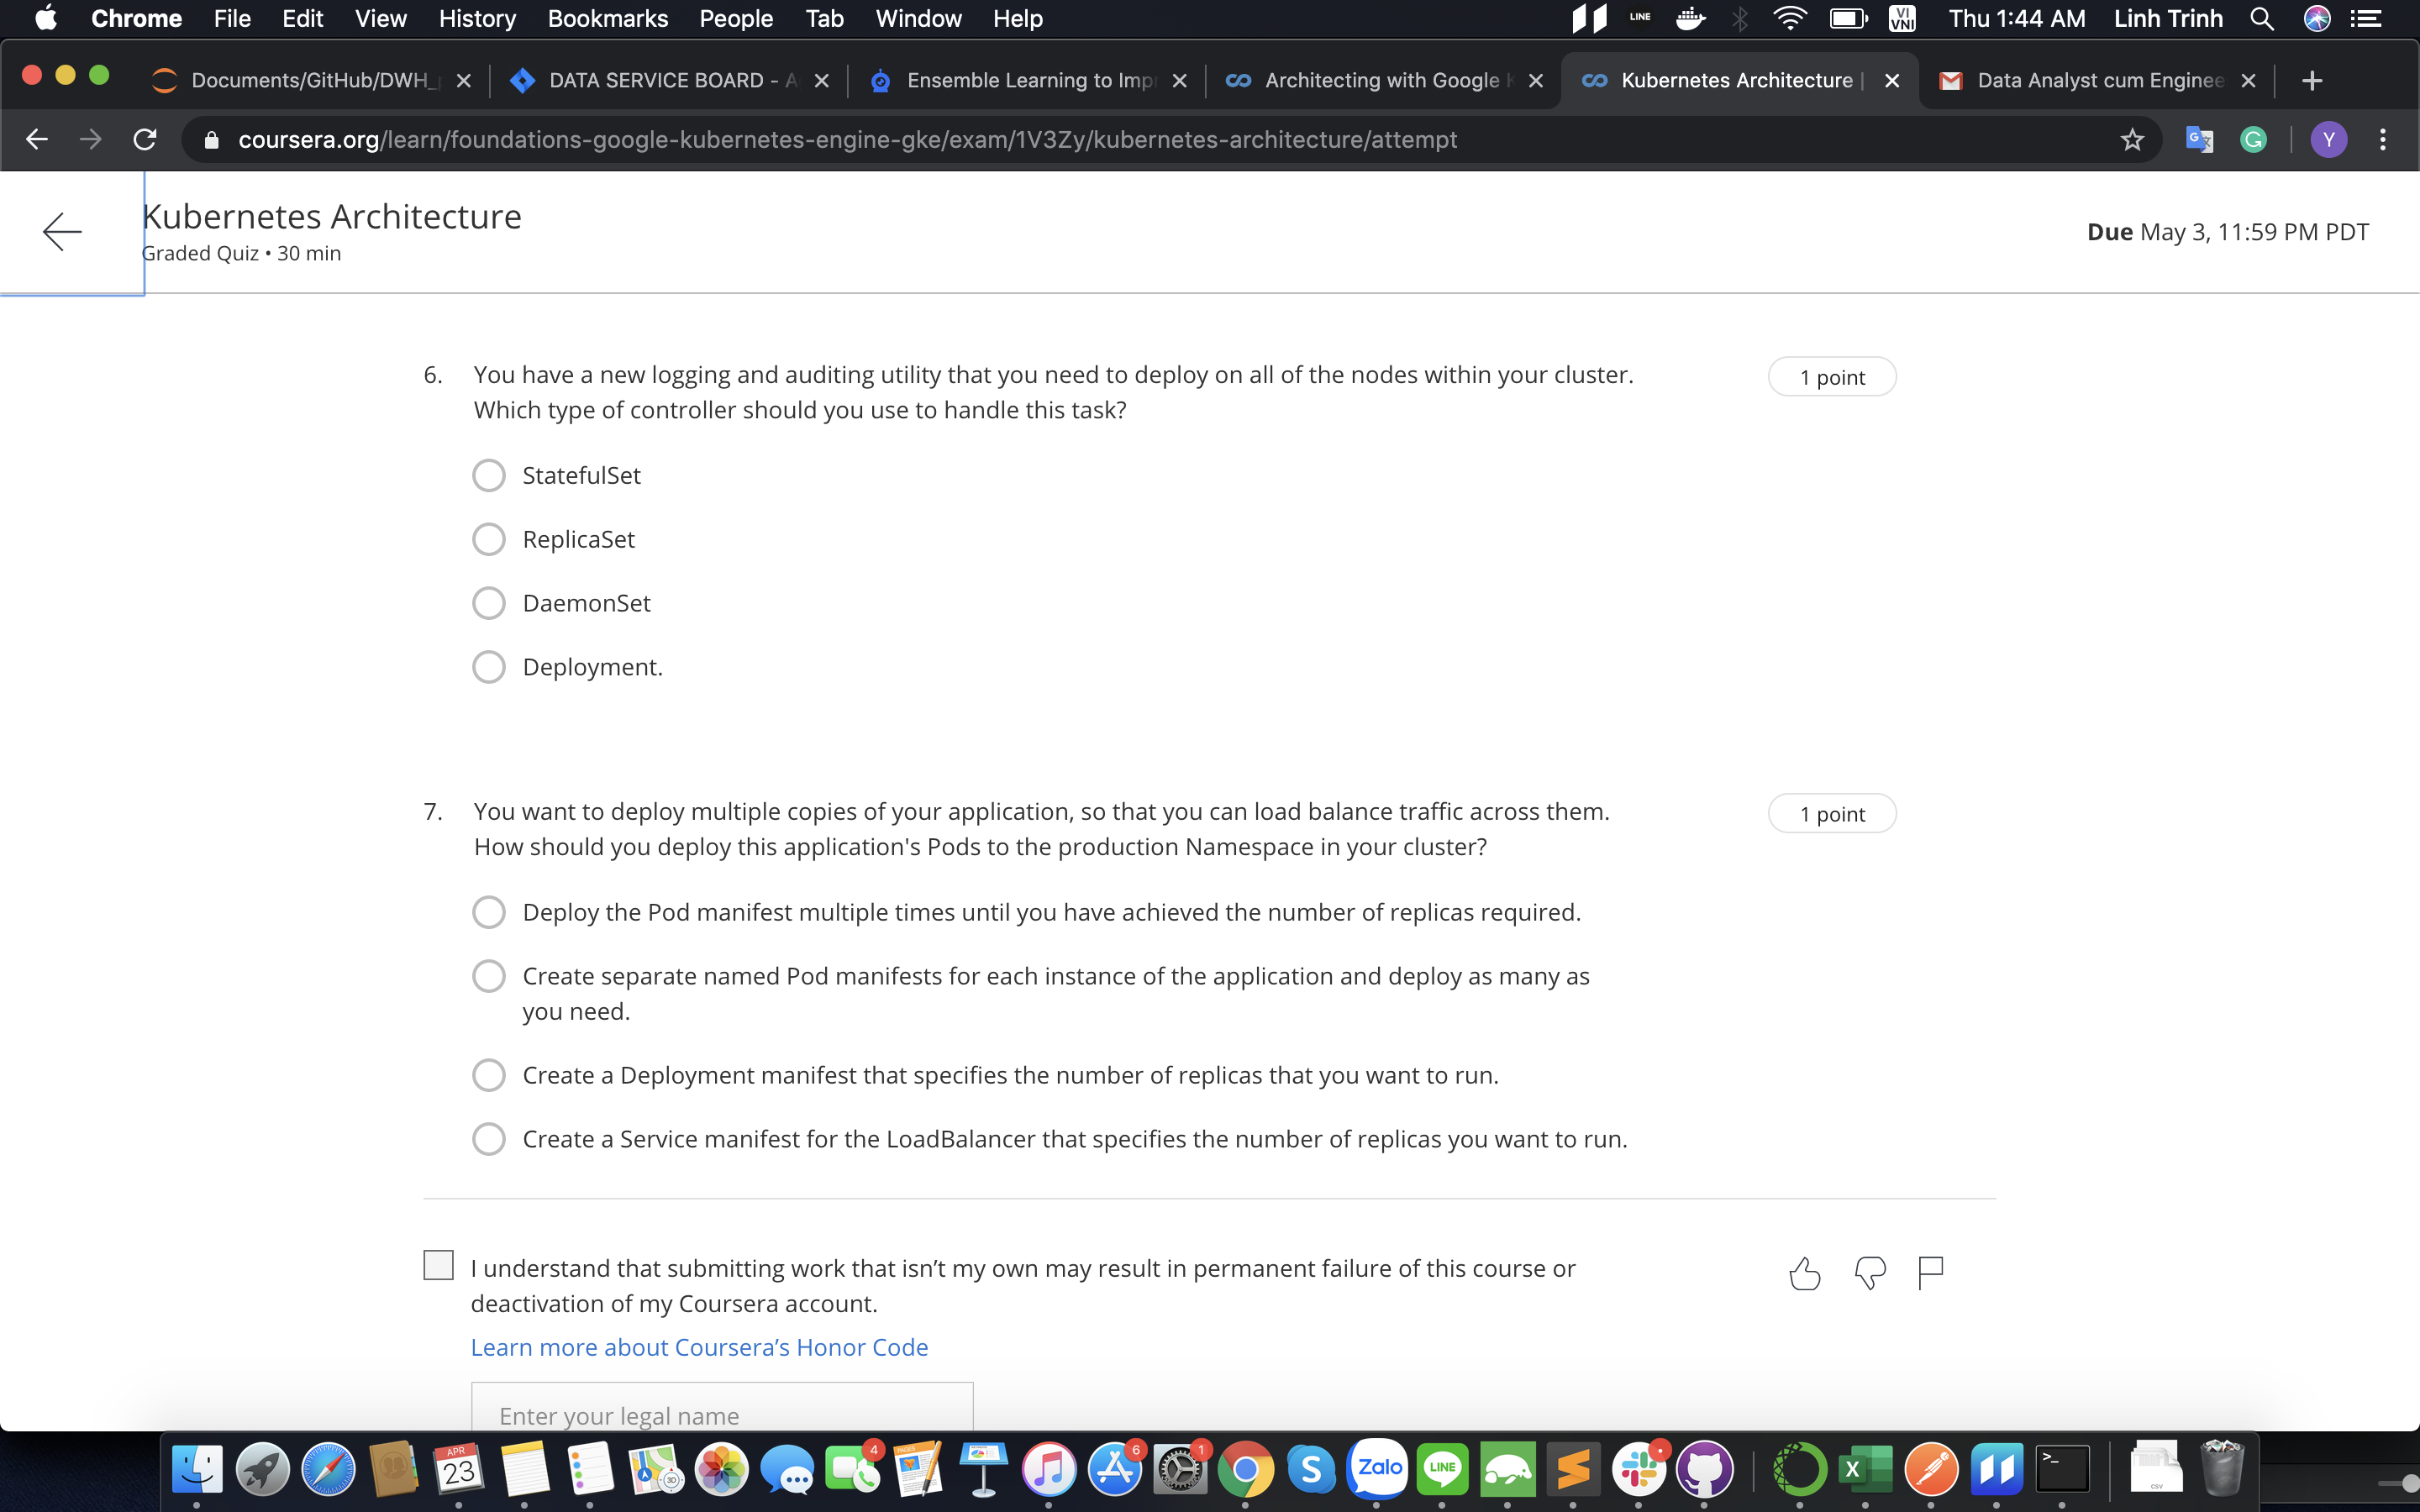 Chrome File Edit View History Bookmarks People Tab Window Help LINE VI VNI Thu 1:44 AM Linh Trinh
Documents/GitHub/DWH_ DATA SERVICE BOARD - A Ensemble Learning to Imp Architecting with Google Kubernetes Architecture | Data Analyst cum Enginee
coursera.org/learn/foundations-google-kubernetes-engine-gke/exam/1V3Zy/kubernetes-architecture/attempt Y
Kubernetes Architecture
Graded Quiz • 30 min
Due May 3, 11:59 PM PDT
6. You have a new logging and auditing utility that you need to deploy on all of the nodes within your cluster.
Which type of controller should you use to handle this task?
1 point
StatefulSet
ReplicaSet
DaemonSet
Deployment.
7. You want to deploy multiple copies of your application, so that you can load balance traffic across them.
How should you deploy this application's Pods to the production Namespace in your cluster?
1 point
Deploy the Pod manifest multiple times until you have achieved the number of replicas required.
Create separate named Pod manifests for each instance of the application and deploy as many as
you need.
Create a Deployment manifest that specifies the number of replicas that you want to run.
Create a Service manifest for the LoadBalancer that specifies the number of replicas you want to run.
I understand that submitting work that isn’t my own may result in permanent failure of this course or
deactivation of my Coursera account.
Learn more about Coursera’s Honor Code
Enter your legal name
APR 23 PAGES 3D 4 6 1 S Zalo LINE X >_ CSV